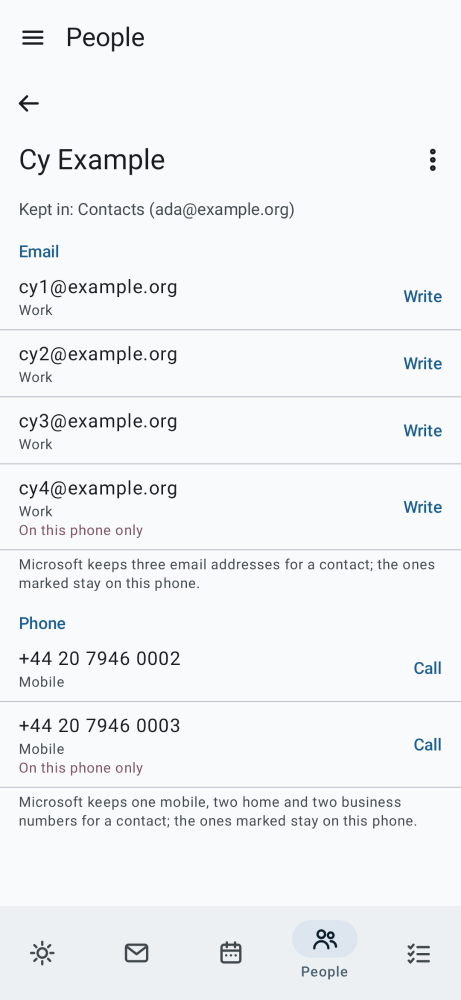 People
Cy Example
Kept in: Contacts (ada@example.org)
Email
cy1@example.org
Work
Write
cy2@example.org
Work
Write
cy3@example.org
Work
Write
cy4@example.org
Work
On this phone only
Write
Microsoft keeps three email addresses for a contact; the ones
marked stay on this phone.
Phone
+44 20 7946 0002
Mobile
Call
+44 20 7946 0003
Mobile
On this phone only
Call
Microsoft keeps one mobile, two home and two business
numbers for a contact; the ones marked stay on this phone.
People